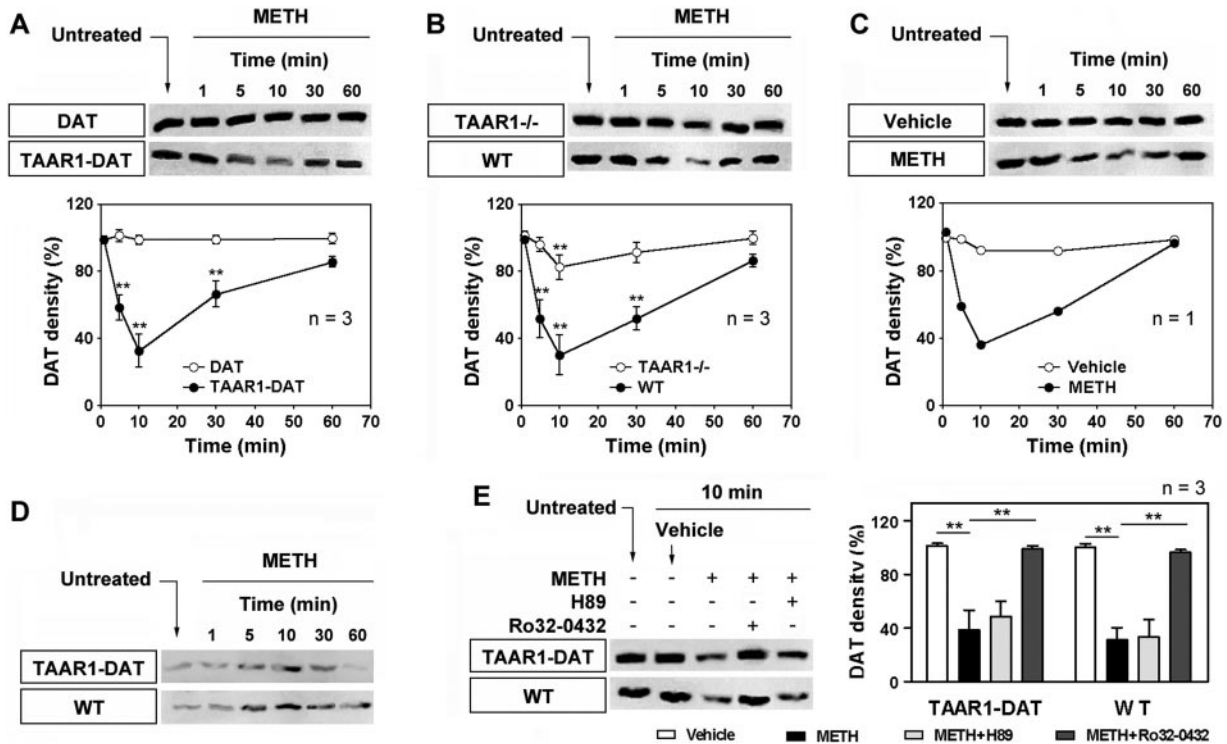 A
METH
Untreated
Time (min)
1 5 10 30 60
DAT
TAAR1-DAT
120
80
40
0
DAT density (%)
**
**
**
n = 3
DAT
TAAR1-DAT
0 10 20 30 40 50 60 70
Time (min)
B
METH
Untreated
Time (min)
1 5 10 30 60
TAAR1-/-
WT
120
80
40
0
DAT density (%)
**
**
**
**
n = 3
TAAR1-/-
WT
0 10 20 30 40 50 60 70
Time (min)
C
METH
Untreated
Time (min)
1 5 10 30 60
Vehicle
METH
120
80
40
0
DAT density (%)
n = 1
Vehicle
METH
0 10 20 30 40 50 60 70
Time (min)
D
METH
Untreated
Time (min)
1 5 10 30 60
TAAR1-DAT
WT
E
10 min
Untreated
Vehicle
METH - - + + +
H89 - - - - +
Ro32-0432 - - - + -
TAAR1-DAT
WT
n = 3
120
80
40
0
DAT density (%)
** ** ** **
TAAR1-DAT WT
Vehicle METH METH+H89 METH+Ro32-0432